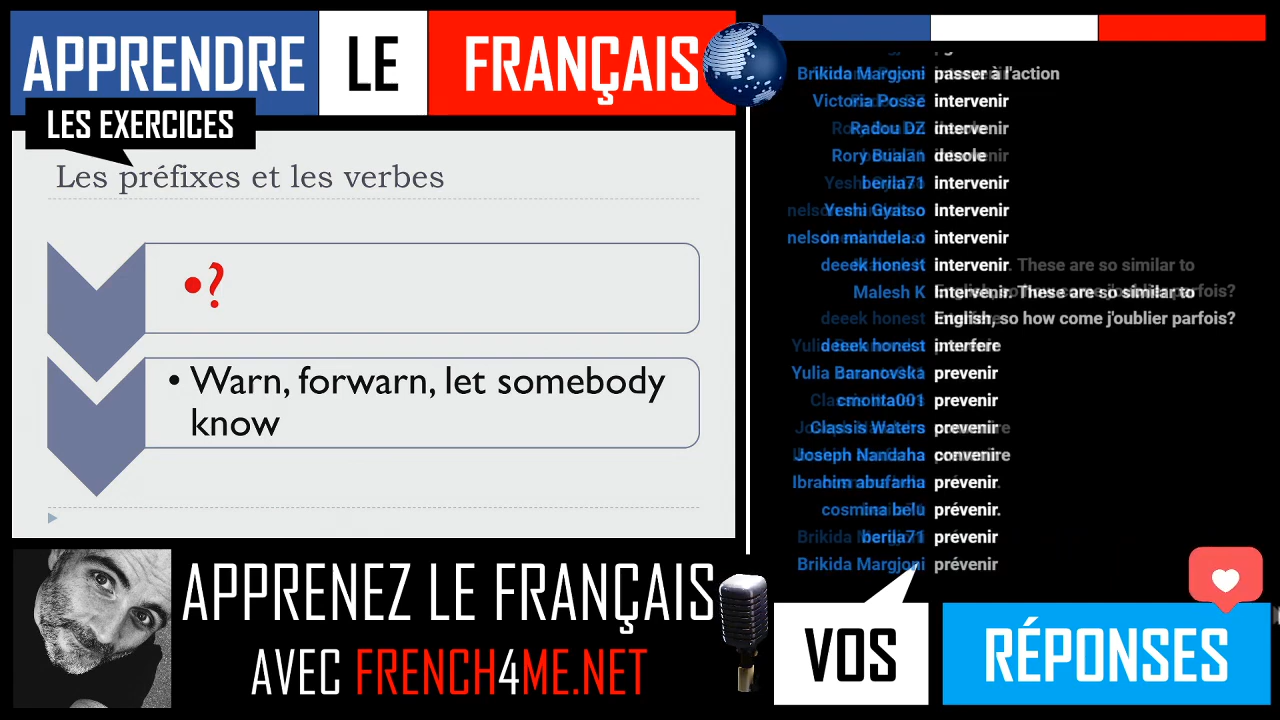 APPRENDRE LE FRANÇAIS
LES EXERCICES
Les préfixes et les verbes
•?
• Warn, forwarn, let somebody
know
APPRENEZ LE FRANÇAIS
AVEC FRENCH4ME.NET
Brikida Margjoni passer à l'action
Victoria Posse intervenir
Radou DZ intervenir
Rory Bualan desole
berila71 intervenir
Yeshi Gyatso intervenir
nelson mandela.o intervenir
deeek honest intervenir
Malesh K Intervenir. These are so similar to
English, so how come j'oublier parfois?
deeek honest interfere
Yulia Baranovska prevenir
prevenir
Classis Waters prevenir
Joseph Nandaha convenire
Ibrahim abufarha prévenir
cosmina belu prévenir.
berila71 prévenir
Brikida Margjoni prévenir
VOS RÉPONSES